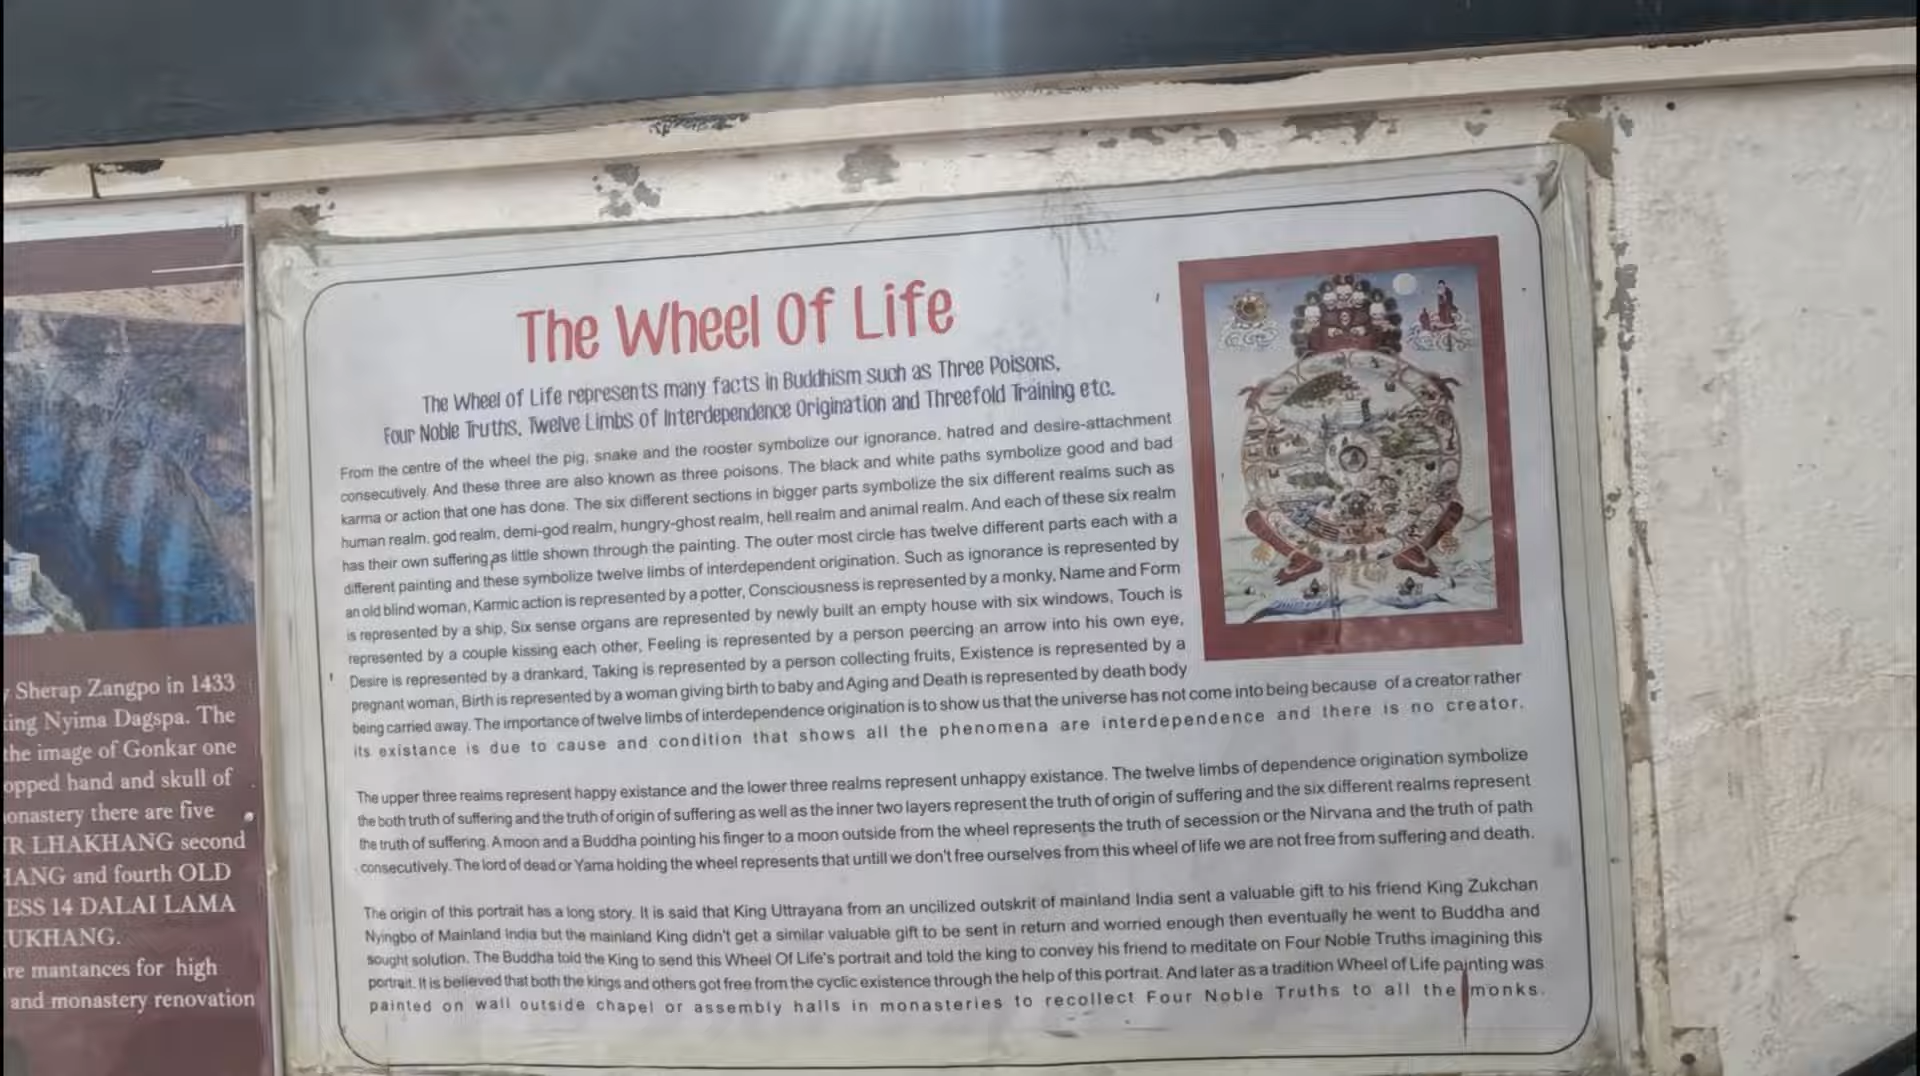 The Wheel Of Life
The Wheel of Life represents many facts in Buddhism such as Three Poisons,
Four Noble Truths, Twelve Limbs of Interdependence Origination and Threefold Training etc.
From the centre of the wheel the pig, snake and the rooster symbolize our ignorance, hatred and desire-attachment
consecutively. And these three are also known as three poisons. The black and white paths symbolize good and bad
karma or action that one has done. The six different sections in bigger parts symbolize the six different realms such as
human realm, god realm, demi-god realm, hungry-ghost realm, hell realm and animal realm. And each of these six realm
has their own suffering as little shown through the painting. The outer most circle has twelve different parts each with a
different painting and these symbolize twelve limbs of interdependent origination. Such as ignorance is represented by
an old blind woman, Karmic action is represented by a potter, Consciousness is represented by a monky, Name and Form
is represented by a ship, Six sense organs are represented by newly built an empty house with six windows, Touch is
represented by a couple kissing each other, Feeling is represented by a person peercing an arrow into his own eye,
Desire is represented by a drankard, Taking is represented by a person collecting fruits, Existence is represented by a
pregnant woman, Birth is represented by a woman giving birth to baby and Aging and Death is represented by death body
being carried away. The importance of twelve limbs of interdependence origination is to show us that the universe has not come into being because of a creator rather
its existance is due to cause and condition that shows all the phenomena are interdependence and there is no creator.
The upper three realms represent happy existance and the lower three realms represent unhappy existance. The twelve limbs of dependence origination symbolize
the both truth of suffering and the truth of origin of suffering as well as the inner two layers represent the truth of origin of suffering and the six different realms represent
the truth of suffering. A moon and a Buddha pointing his finger to a moon outside from the wheel represents the truth of secession or the Nirvana and the truth of path
consecutively. The lord of dead or Yama holding the wheel represents that untill we don't free ourselves from this wheel of life we are not free from suffering and death.
The origin of this portrait has a long story. It is said that King Uttrayana from an uncilized outskrit of mainland India sent a valuable gift to his friend King Zukchan
Nyingbo of Mainland India but the mainland King didn't get a similar valuable gift to be sent in return and worried enough then eventually he went to Buddha and
sought solution. The Buddha told the King to send this Wheel Of Life's portrait and told the king to convey his friend to meditate on Four Noble Truths imagining this
portrait. It is believed that both the kings and others got free from the cyclic existence through the help of this portrait. And later as a tradition Wheel of Life painting was
painted on wall outside chapel or assembly halls in monasteries to recollect Four Noble Truths to all the monks.
Sherap Zangpo in 1433
ing Nyima Dagspa. The
the image of Gonkar one
opped hand and skull of
onastery there are five
R LHAKHANG second
HANG and fourth OLD
ESS 14 DALAI LAMA
UKHANG.
re mantances for high
and monastery renovation